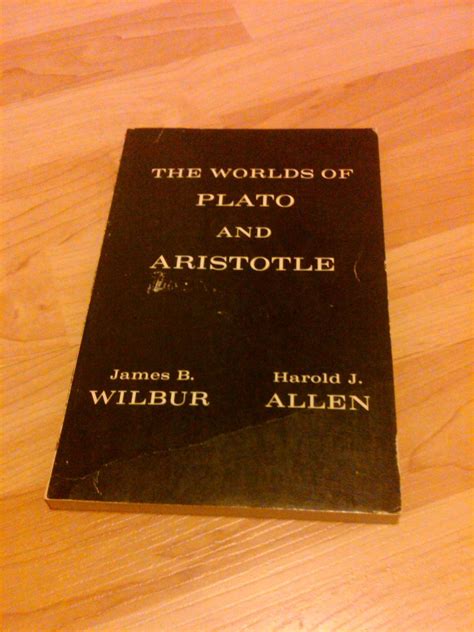 THE WORLDS OF
PLATO
AND
ARISTOTLE
James B.
WILBUR
Harold J.
ALLEN